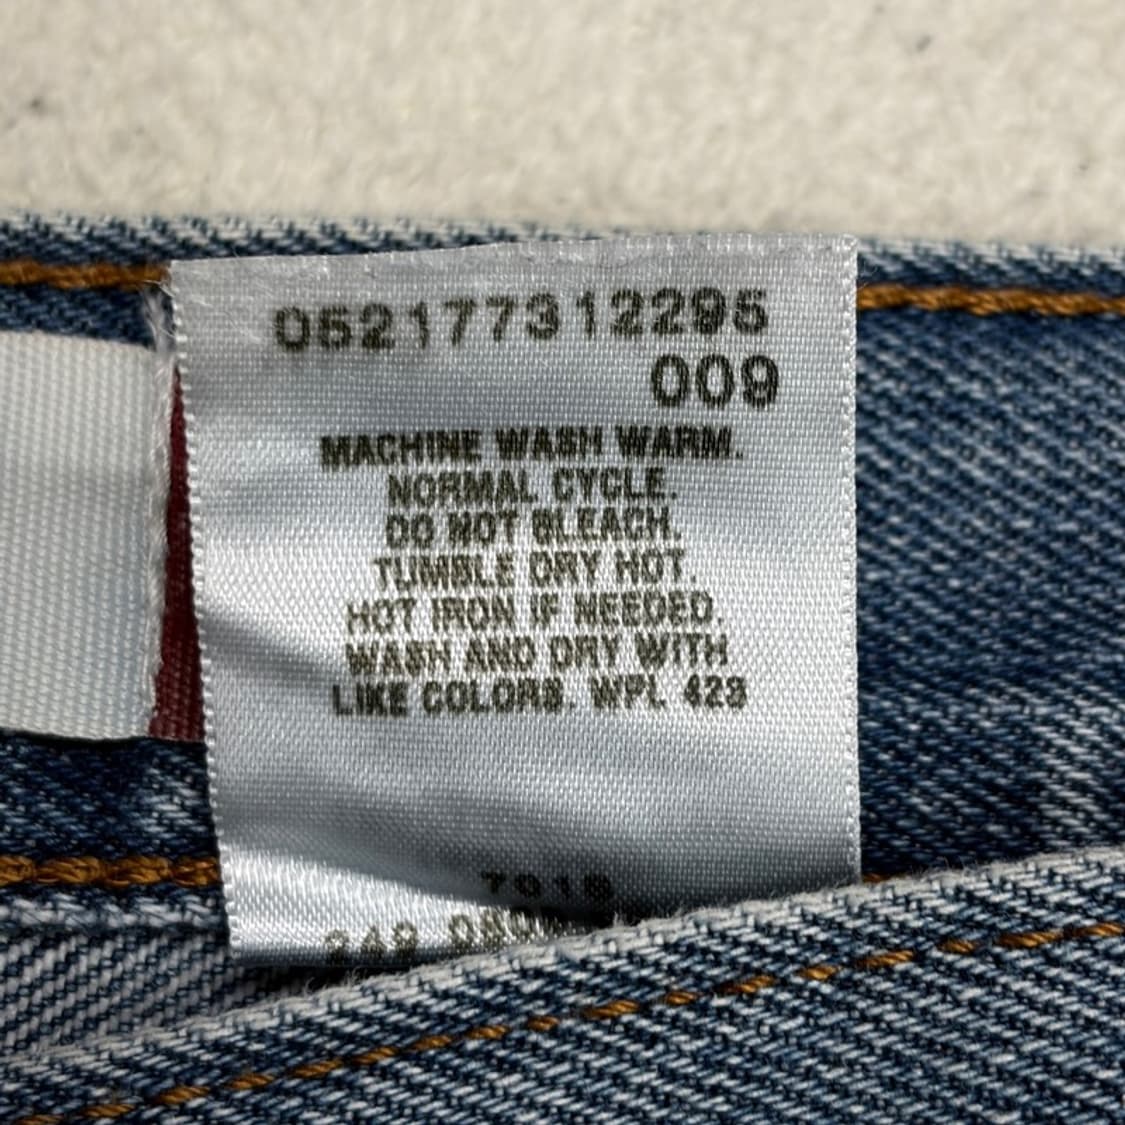 052177312295
009
MACHINE WASH WARM.
NORMAL CYCLE.
DO NOT BLEACH.
TUMBLE DRY HOT.
HOT IRON IF NEEDED.
WASH AND DRY WITH
LIKE COLORS. WPL 423